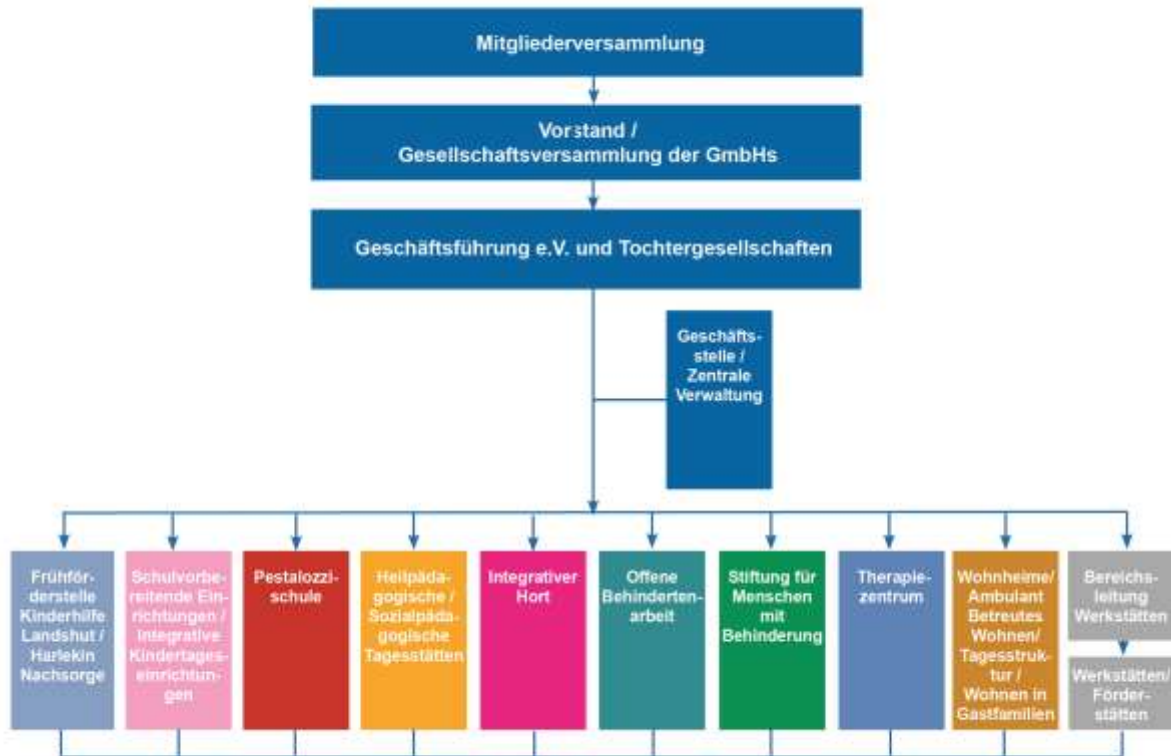 Mitgliederversammlung
Vorstand /
Gesellschaftsversammlung der GmbHs
Geschäftsführung e.V. und Tochtergesellschaften
Geschäfts-
stelle /
Zentrale
Verwaltung
Frühför-
derstelle
Kinderhilfe
Landshut /
Harlekin
Nachsorge
Schulvorbe-
reitende Ein-
richtungen /
Integrative
Kindertages-
einrichtun-
gen
Pestalozzi-
schule
Heilpäda-
gogische /
Sozialpäda-
gogische
Tagesstätten
Integrativer
Hort
Offene
Behinderten-
arbeit
Stiftung für
Menschen
mit
Behinderung
Therapie-
zentrum
Wohnheime/
Ambulant
Betreutes
Wohnen/
Tagesstruk-
tur /
Wohnen in
Gastfamilien
Bereichs-
leitung
Werkstätten
Werkstätten/
Förder-
stätten